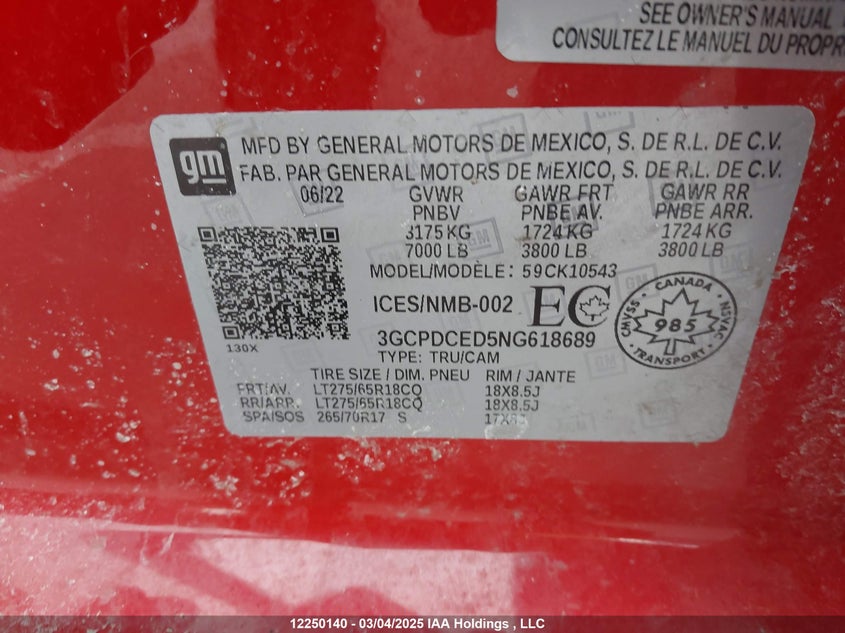 SEE OWNER'S MANUAL
CONSULTEZ LE MANUEL DU PROPR
gm
MFD BY GENERAL MOTORS DE MEXICO, S. DE R.L. DE C.V.
FAB. PAR GENERAL MOTORS DE MEXICO, S. DE R.L. DE C.V.
06/22 GVWR GAWR FRT GAWR RR
PNBV PNBE AV. PNBE ARR.
3175 KG 1724 KG 1724 KG
7000 LB 3800 LB 3800 LB
MODEL/MODÈLE: 59CK10543
ICES/NMB-002 EC
CANADA
CMVSS 985 NSVAC
TRANSPORT
3GCPDCED5NG618689
130X
TYPE: TRU/CAM
TIRE SIZE / DIM. PNEU RIM / JANTE
FRT/AV. LT275/65R18CQ 18X8.5J
RR/ARR. LT275/65R18CQ 18X8.5J
SPA/SOS 265/70R17 S
12250140 - 03/04/2025 IAA Holdings , LLC